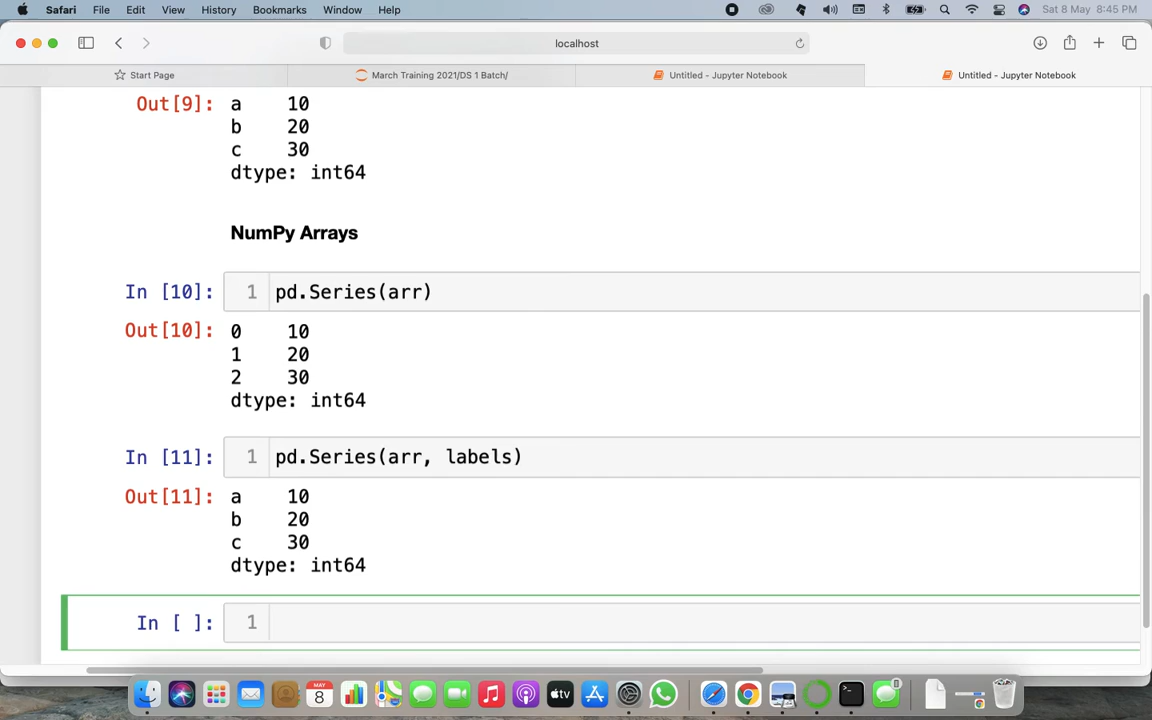 Safari File Edit View History Bookmarks Window Help Sat 8 May 8:45 PM
localhost
Start Page March Training 2021/DS 1 Batch/ Untitled - Jupyter Notebook Untitled - Jupyter Notebook
Out[9]: a 10
b 20
c 30
dtype: int64
NumPy Arrays
In [10]: 1 pd.Series(arr)
Out[10]: 0 10
1 20
2 30
dtype: int64
In [11]: 1 pd.Series(arr, labels)
Out[11]: a 10
b 20
c 30
dtype: int64
In [ ]: 1
MAY
8
tv